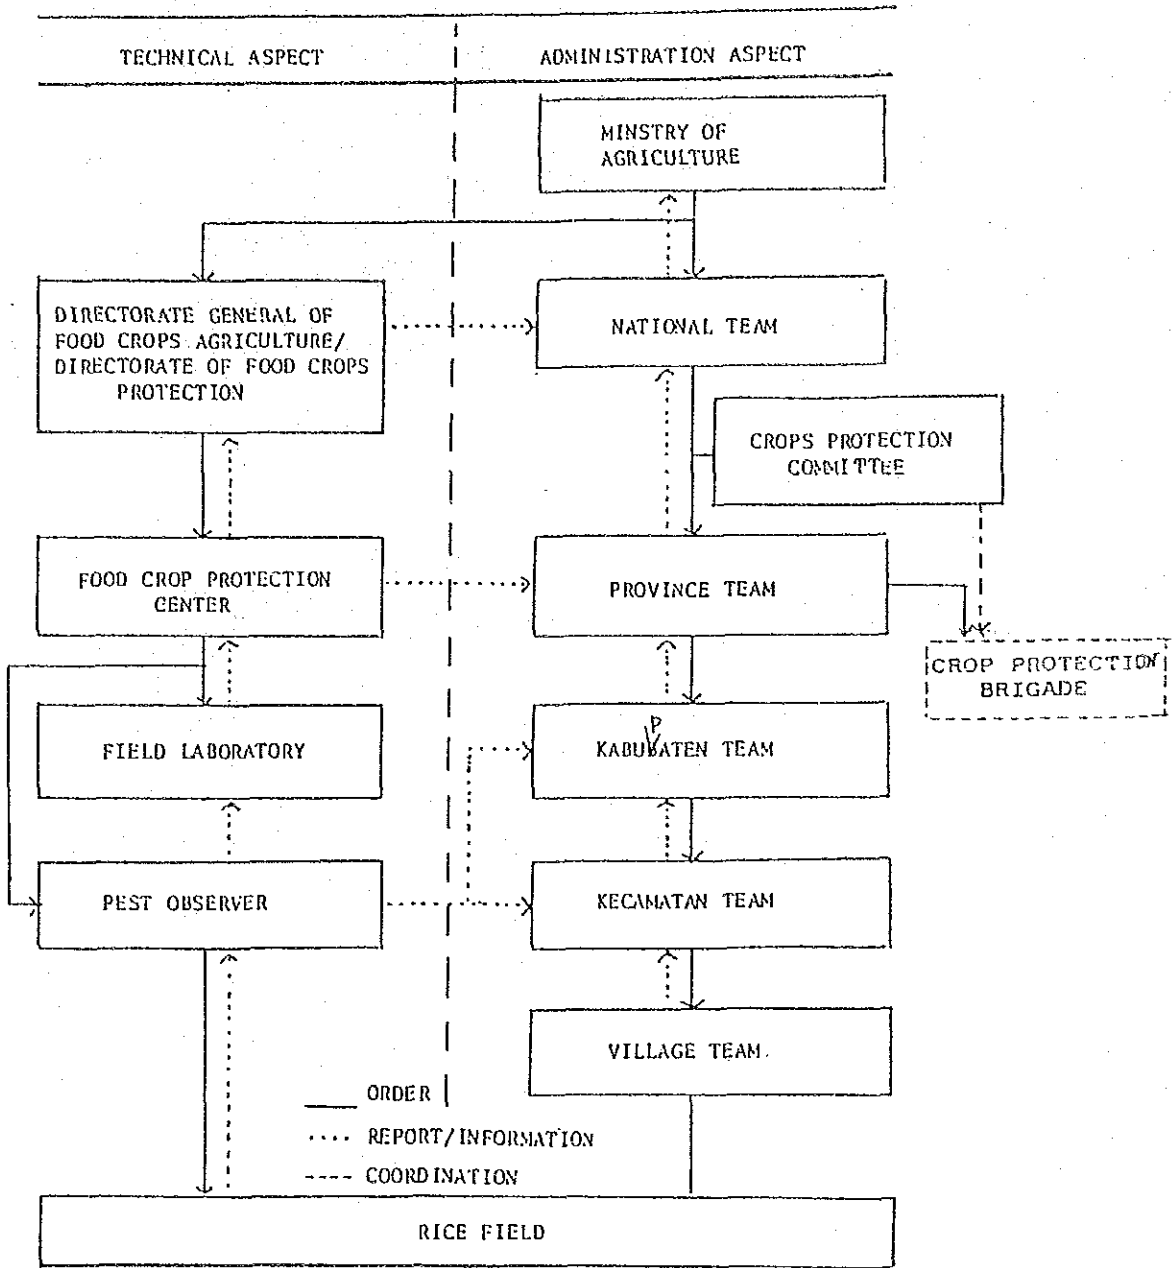 TECHNICAL ASPECT
ADMINISTRATION ASPECT
MINSTRY OF
AGRICULTURE
DIRECTORATE GENERAL OF
FOOD CROPS AGRICULTURE/
DIRECTORATE OF FOOD CROPS
PROTECTION
NATIONAL TEAM
CROPS PROTECTION
COMMITTEE
FOOD CROP PROTECTION
CENTER
PROVINCE TEAM
CROP PROTECTION
BRIGADE
FIELD LABORATORY
P
KABUBATEN TEAM
PEST OBSERVER
KECAMATAN TEAM
VILLAGE TEAM.
ORDER
REPORT/INFORMATION
COORDINATION
RICE FIELD